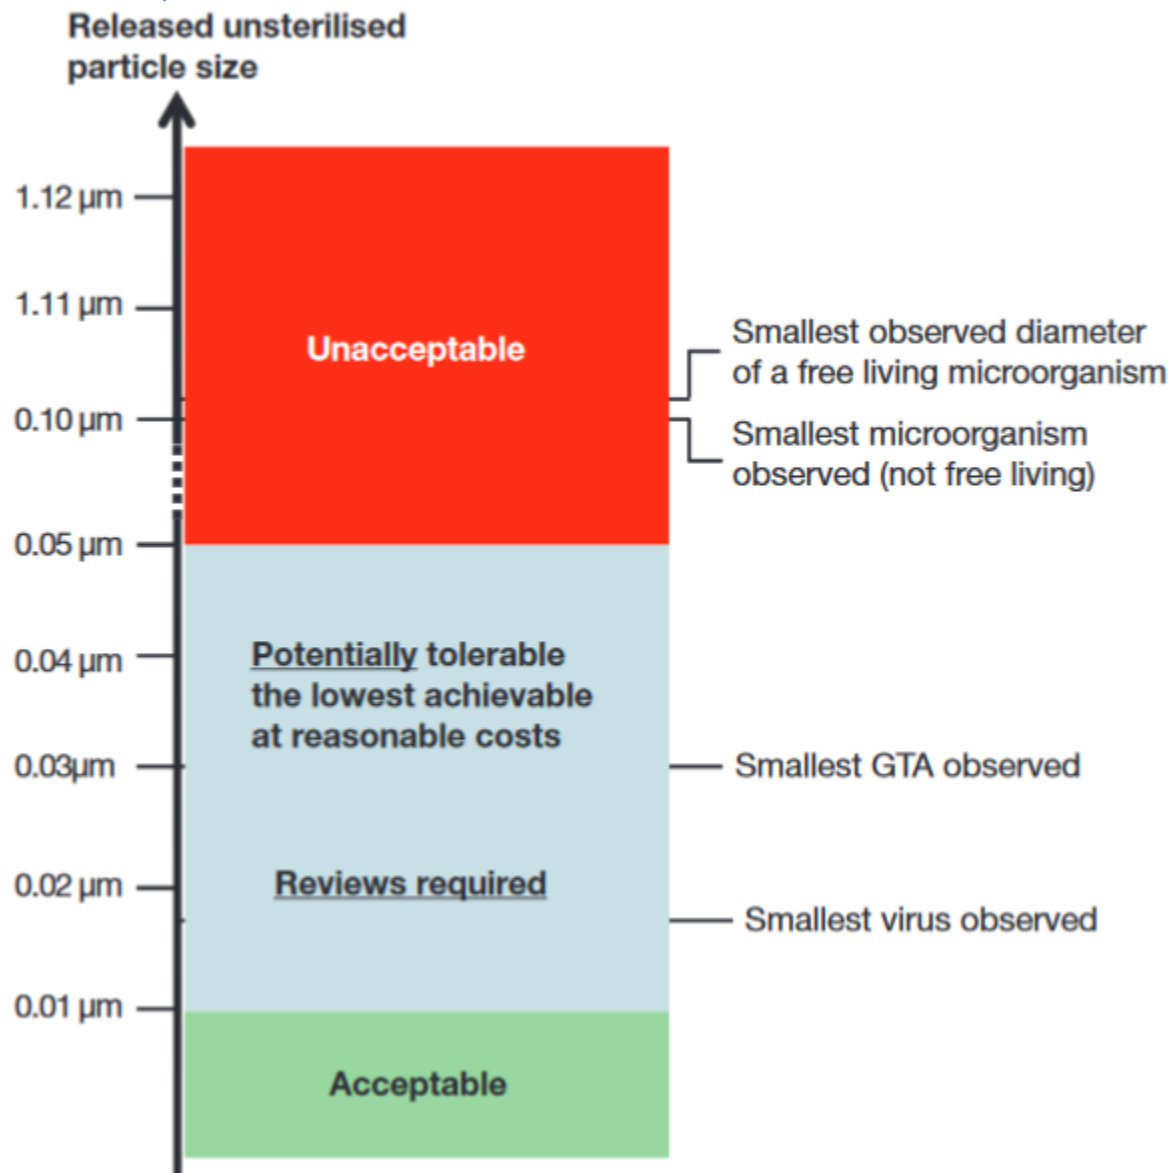 Released unsterilised
particle size
1.12 µm
1.11 µm
Unacceptable
Smallest observed diameter
of a free living microorganism
0.10 µm
Smallest microorganism
observed (not free living)
0.05 µm
0.04 µm
Potentially tolerable
the lowest achievable
at reasonable costs
0.03µm
Smallest GTA observed
0.02 µm
Reviews required
Smallest virus observed
0.01 µm
Acceptable